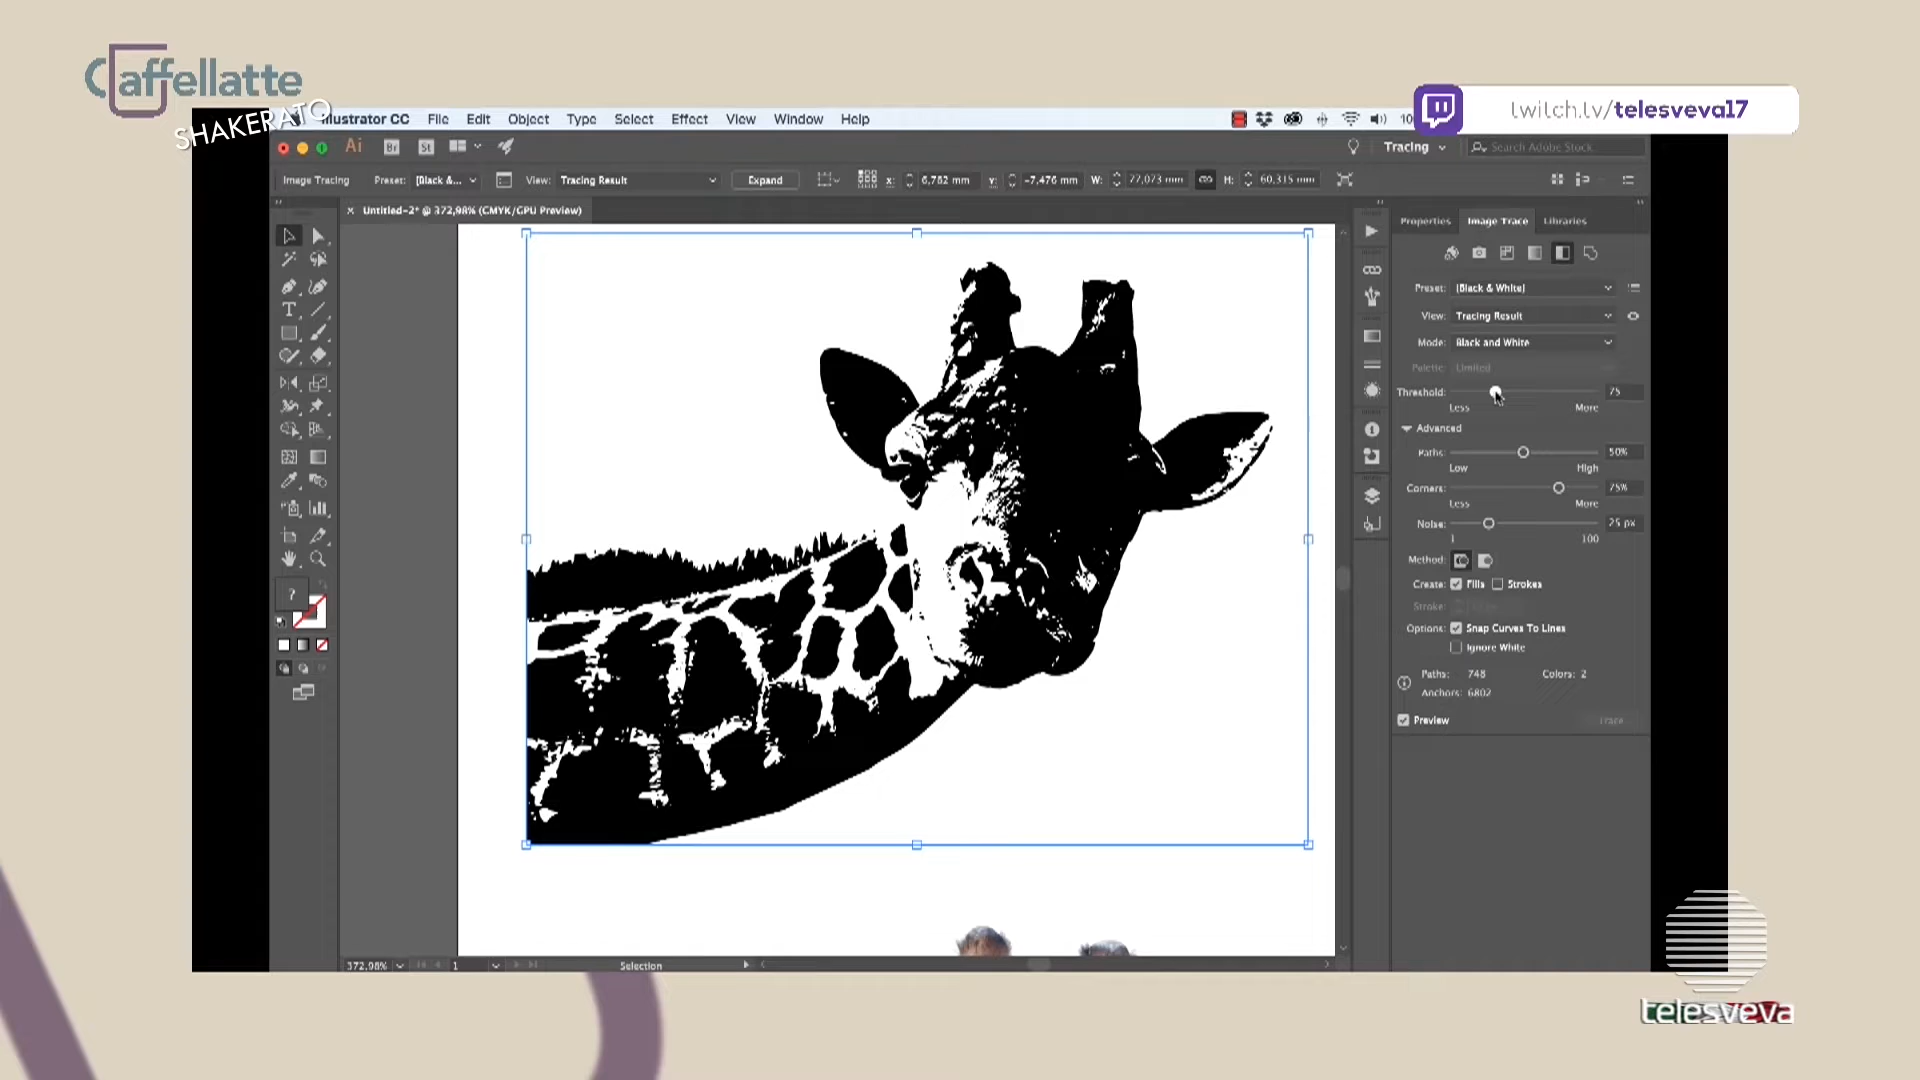 Caffellatte
SHAKERATO
twitch.tv/telesveva17
Illustrator CC File Edit Object Type Select Effect View Window Help
Ai Br St Tracing Search Adobe Stock
Image Tracing Preset: [Black &... View: Tracing Result Expand X: 6,762 mm Y: -7,476 mm W: 77,073 mm H: 60,315 mm
Untitled-2* @ 372,98% (CMYK/GPU Preview)
Properties Image Trace Libraries
Preset: [Black & White]
View: Tracing Result
Mode: Black and White
Palette: Limited
Threshold: 75
Less More
Advanced
Paths: 50%
Low High
Corners: 75%
Less More
Noise: 25 px
1 100
Method:
Create: Fills Strokes
Stroke:
Options: Snap Curves To Lines
Ignore White
Paths: 748 Colors: 2
Anchors: 6802
Preview Trace
?
372,98% 1 Selection
telesveva